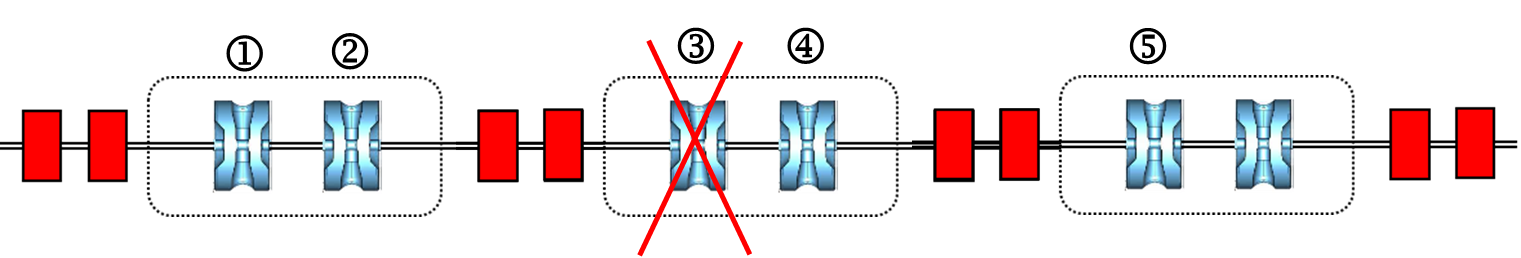 ① ② ③ ④ ⑤